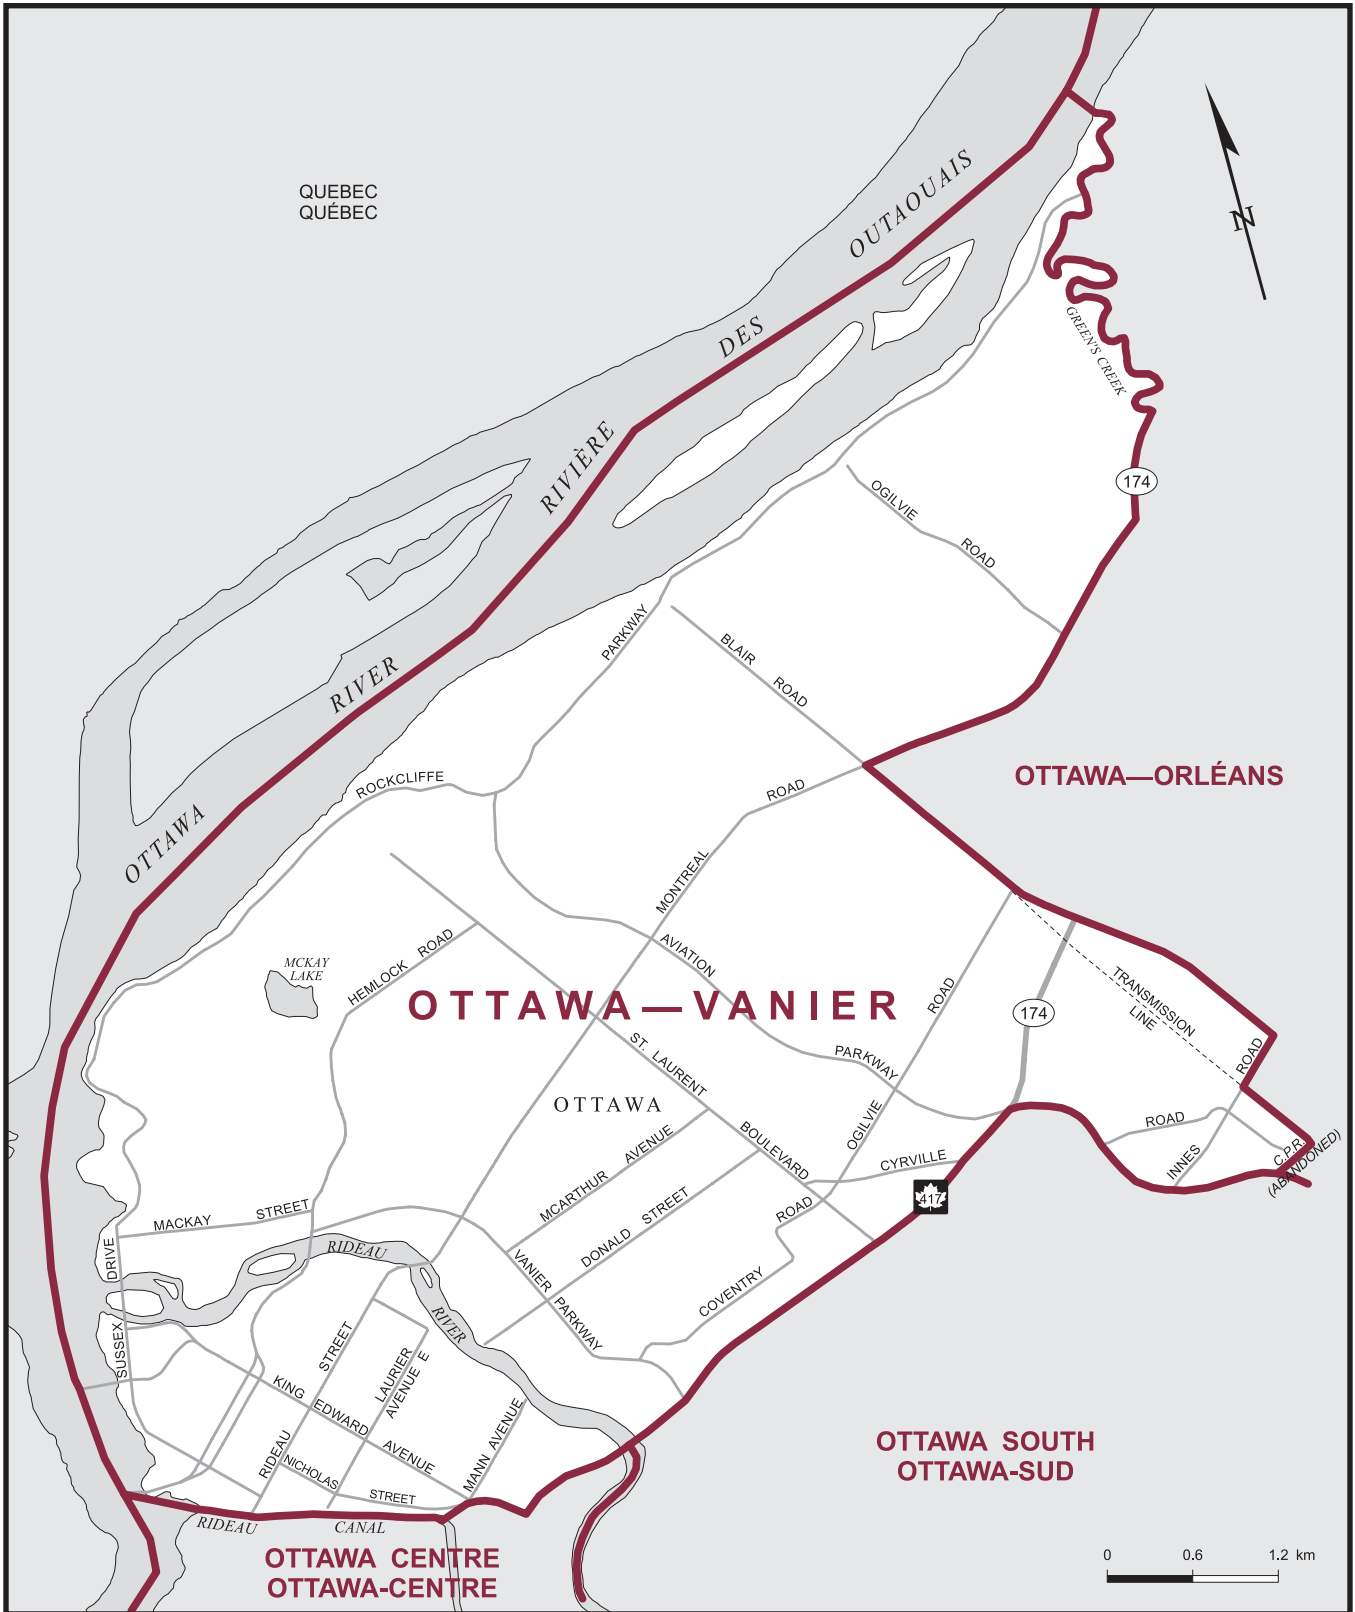 QUEBEC
QUÉBEC
OTTAWA RIVER RIVIÈRE DES OUTAOUAIS
N
GREEN'S CREEK
174
OGILVIE ROAD
BLAIR ROAD
ROCKCLIFFE PARKWAY
OTTAWA—ORLÉANS
MONTREAL ROAD
AVIATION PARKWAY
HEMLOCK ROAD
MCKAY
LAKE
OTTAWA—VANIER
174
TRANSMISSION
LINE
OGILVIE ROAD
ST. LAURENT BOULEVARD
OTTAWA
MCARTHUR AVENUE
DONALD STREET
CYRVILLE ROAD
INNES ROAD
ROAD
C.P.R.
(ABANDONED)
417
COVENTRY
VANIER PARKWAY
MACKAY STREET
SUSSEX DRIVE
RIDEAU RIVER
RIDEAU STREET
LAURIER
AVENUE E
KING EDWARD AVENUE
MANN AVENUE
NICHOLAS STREET
RIDEAU CANAL
OTTAWA CENTRE
OTTAWA-CENTRE
OTTAWA SOUTH
OTTAWA-SUD
0 0.6 1.2 km